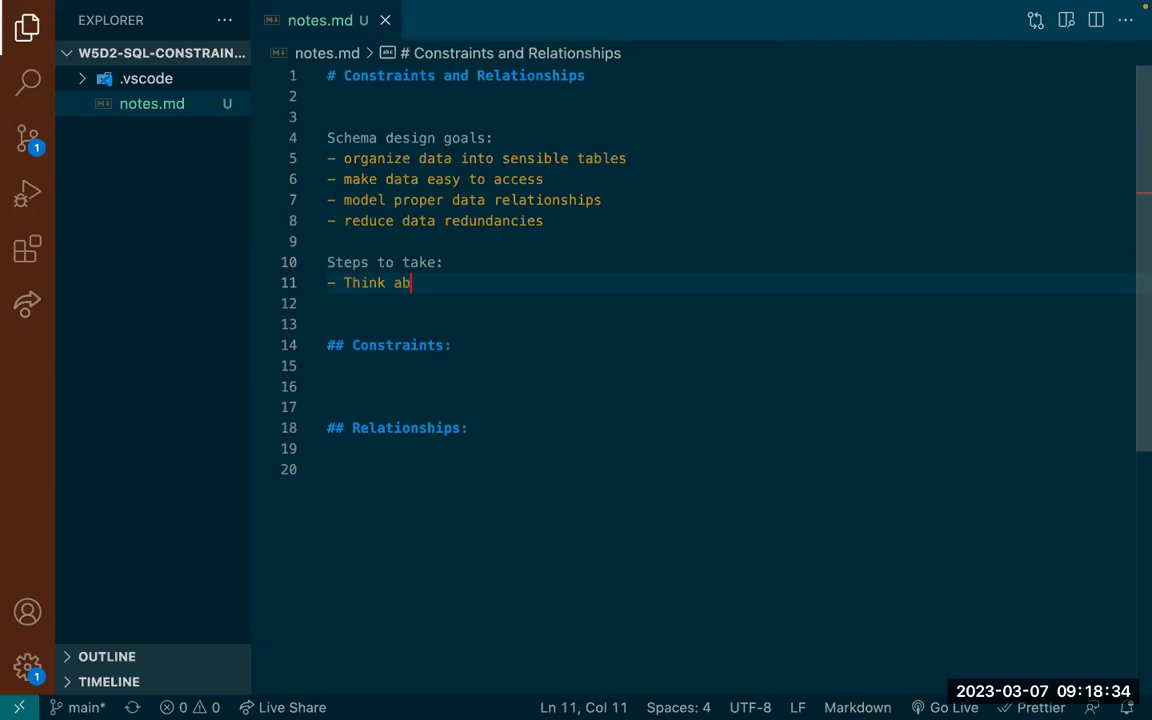 EXPLORER
notes.md U
W5D2-SQL-CONSTRAIN...
notes.md > # Constraints and Relationships
.vscode
notes.md U
1 # Constraints and Relationships
2
3
4 Schema design goals:
5 - organize data into sensible tables
6 - make data easy to access
7 - model proper data relationships
8 - reduce data redundancies
9
10 Steps to take:
11 - Think ab
12
13
14 ## Constraints:
15
16
17
18 ## Relationships:
19
20
1
1
OUTLINE
TIMELINE
2023-03-07 09:18:34
main* 0 0 Live Share Ln 11, Col 11 Spaces: 4 UTF-8 LF Markdown Go Live Prettier